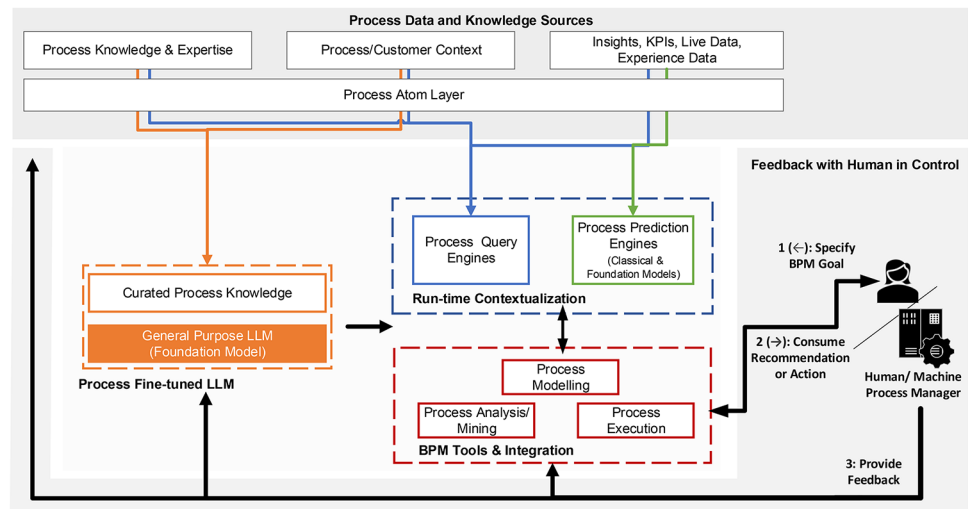 Process Data and Knowledge Sources
Process Knowledge & Expertise
Process/Customer Context
Insights, KPIs, Live Data,
Experience Data
Process Atom Layer
Feedback with Human in Control
Process Query
Engines
Process Prediction
Engines
(Classical &
Foundation Models)
Run-time Contextualization
1 (←): Specify
BPM Goal
Curated Process Knowledge
General Purpose LLM
(Foundation Model)
Process Fine-tuned LLM
2 (→): Consume
Recommendation
or Action
Human/ Machine
Process Manager
Process
Modelling
Process Analysis/
Mining
Process
Execution
BPM Tools & Integration
3: Provide
Feedback